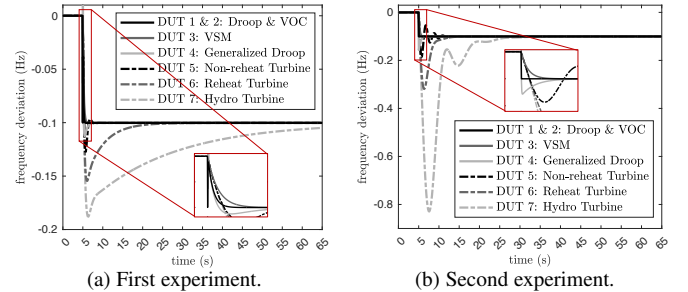 0
-0.05
-0.1
-0.15
-0.2
frequency deviation (Hz)
DUT 1 & 2: Droop & VOC
DUT 3: VSM
DUT 4: Generalized Droop
DUT 5: Non-reheat Turbine
DUT 6: Reheat Turbine
DUT 7: Hydro Turbine
0 5 10 15 20 25 30 35 40 45 50 55 60 65
time (s)
(a) First experiment.
0
-0.2
-0.4
-0.6
-0.8
frequency deviation (Hz)
DUT 1 & 2: Droop & VOC
DUT 3: VSM
DUT 4: Generalized Droop
DUT 5: Non-reheat Turbine
DUT 6: Reheat Turbine
DUT 7: Hydro Turbine
0 5 10 15 20 25 30 35 40 45 50 55 60 65
time (s)
(b) Second experiment.